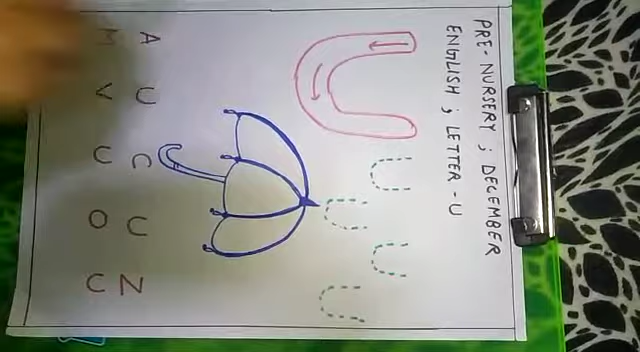 PRE-NURSERY ; DECEMBER
ENGLISH ; LETTER - U
U
U U U U
A U C U N
M V U O U